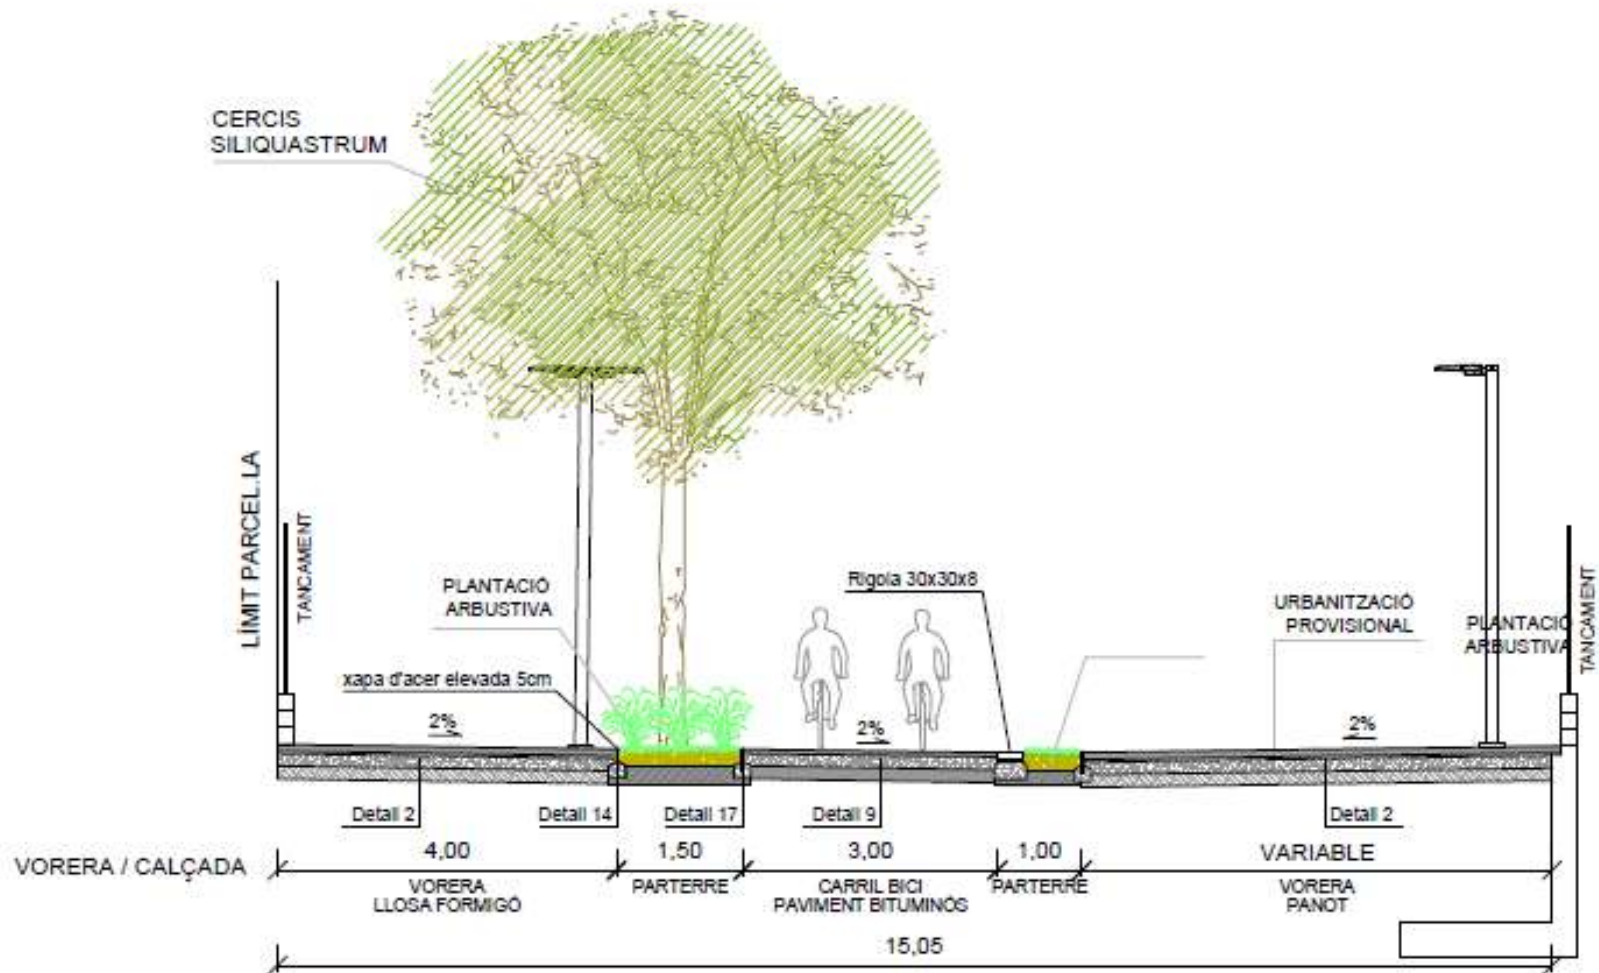 CERCIS
SILIQUASTRUM
LÍMIT PARCEL.LA
TANCAMENT
PLANTACIÓ
ARBUSTIVA
xapa d'acer elevada 5cm
Rigola 30x30x8
URBANITZACIÓ
PROVISIONAL
PLANTACIÓ
ARBUSTIVA
TANCAMENT
2%
2%
2%
Detall 2
Detall 14
Detall 17
Detall 9
Detall 2
VORERA / CALÇADA
4,00
1,50
3,00
1,00
VARIABLE
VORERA
LLOSA FORMIGÓ
PARTERRE
CARRIL BICI
PAVIMENT BITUMINÓS
PARTERRE
VORERA
PANOT
15,05